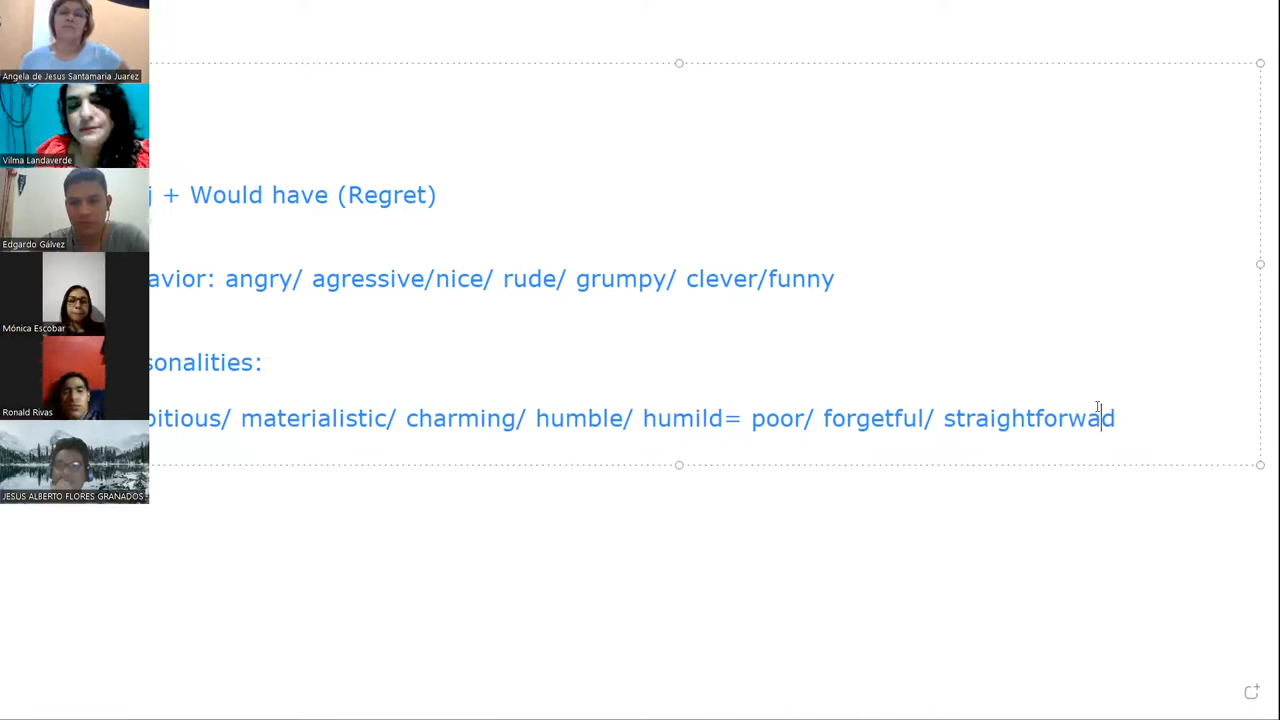 Angela de Jesus Santamaria Juarez
Vilma Landaverde
Edgardo Gálvez
Mónica Escobar
Ronald Rivas
JESUS ALBERTO FLORES GRANADOS
+ Would have (Regret)
avior: angry/ agressive/nice/ rude/ grumpy/ clever/funny
sonalities:
bitious/ materialistic/ charming/ humble/ humild= poor/ forgetful/ straightforwad